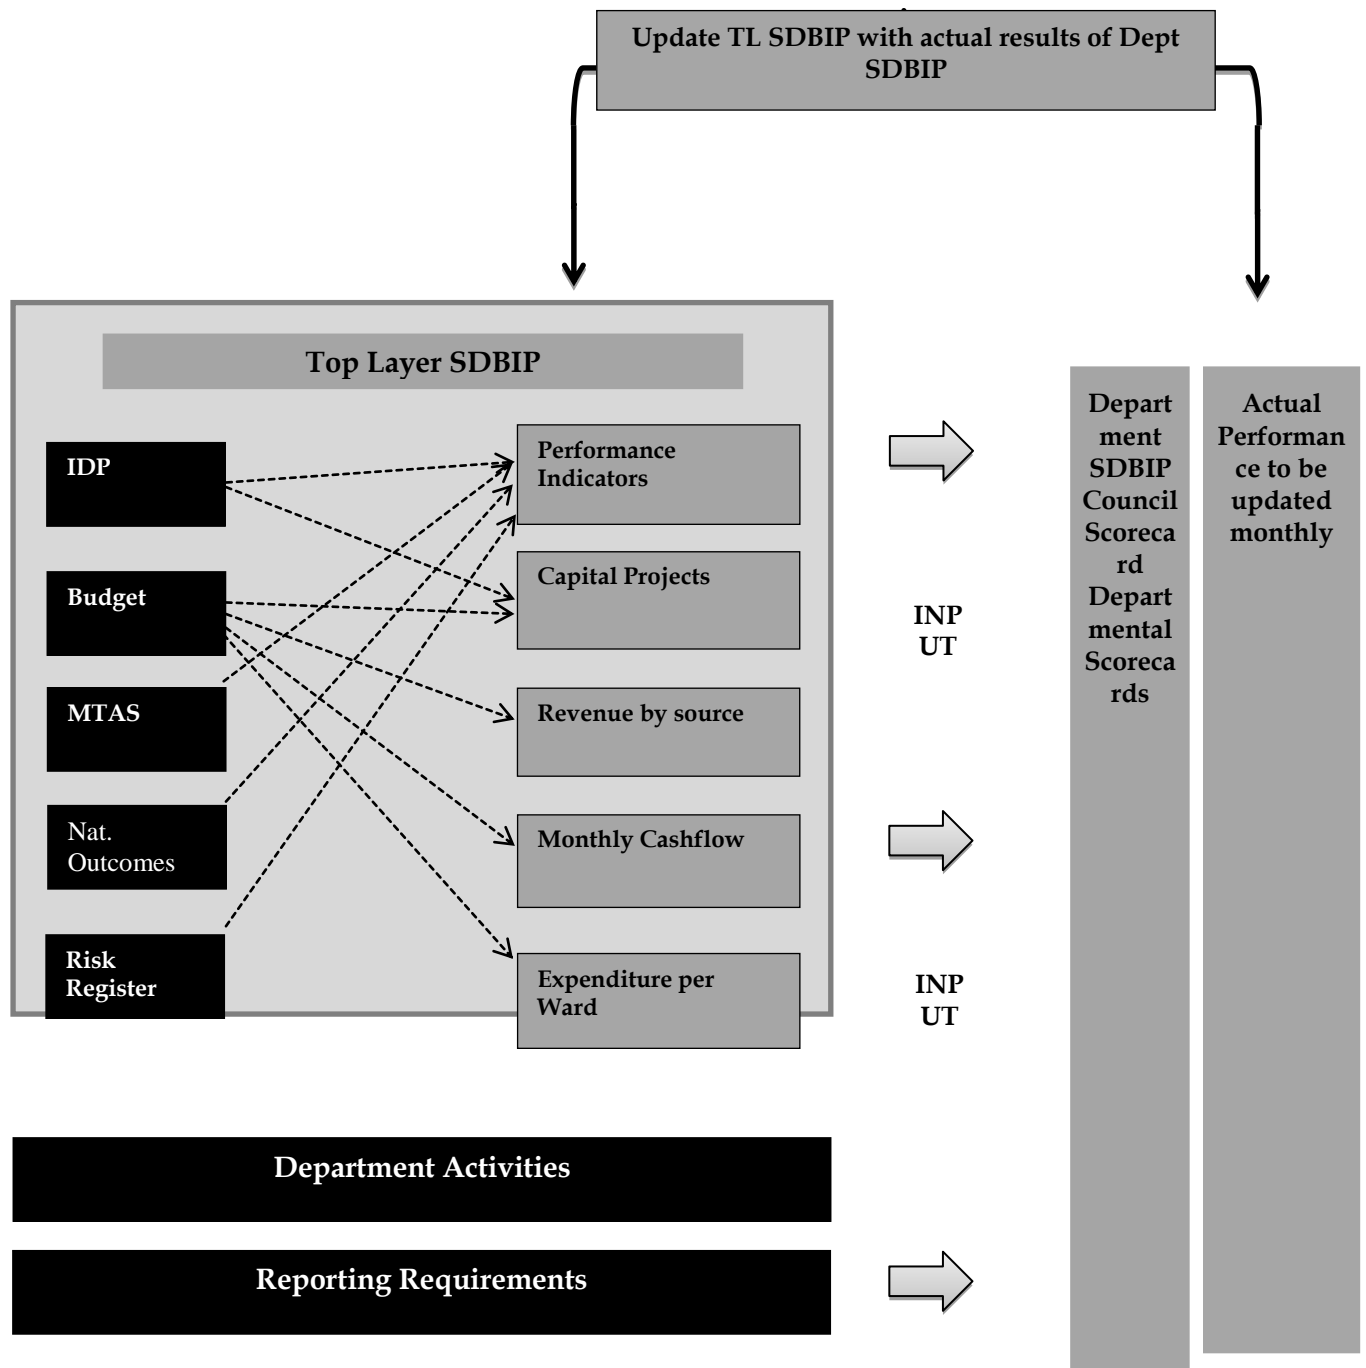 Update TL SDBIP with actual results of Dept
SDBIP
Top Layer SDBIP
IDP
Budget
MTAS
Nat.
Outcomes
Risk
Register
Performance
Indicators
Capital Projects
Revenue by source
Monthly Cashflow
Expenditure per
Ward
INP
UT
INP
UT
Depart
ment
SDBIP
Council
Scoreca
rd
Depart
mental
Scoreca
rds
Actual
Performan
ce to be
updated
monthly
Department Activities
Reporting Requirements